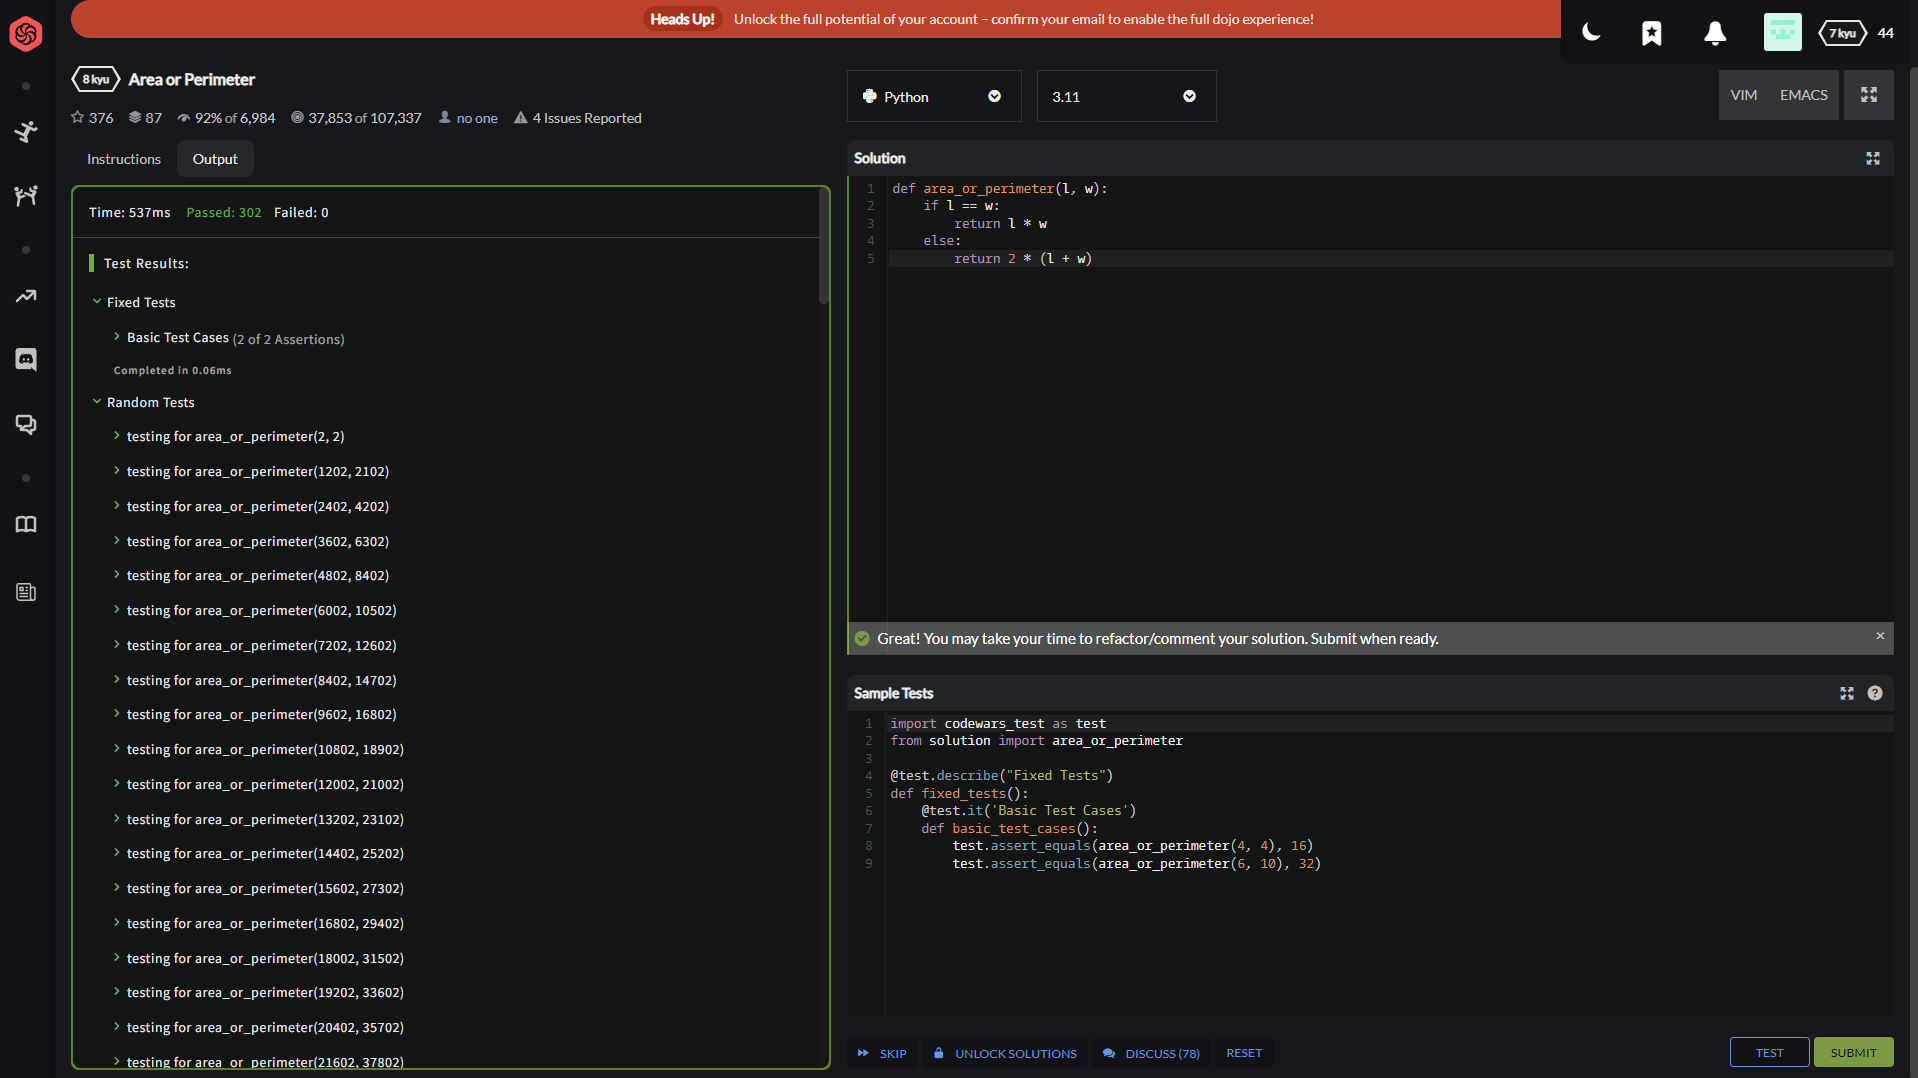 Heads Up! Unlock the full potential of your account – confirm your email to enable the full dojo experience!
7 kyu 44
8 kyu Area or Perimeter
376 87 92% of 6,984 37,853 of 107,337 no one 4 Issues Reported
Instructions Output
Time: 537ms Passed: 302 Failed: 0
Test Results:
Fixed Tests
Basic Test Cases (2 of 2 Assertions)
Completed in 0.06ms
Random Tests
testing for area_or_perimeter(2, 2)
testing for area_or_perimeter(1202, 2102)
testing for area_or_perimeter(2402, 4202)
testing for area_or_perimeter(3602, 6302)
testing for area_or_perimeter(4802, 8402)
testing for area_or_perimeter(6002, 10502)
testing for area_or_perimeter(7202, 12602)
testing for area_or_perimeter(8402, 14702)
testing for area_or_perimeter(9602, 16802)
testing for area_or_perimeter(10802, 18902)
testing for area_or_perimeter(12002, 21002)
testing for area_or_perimeter(13202, 23102)
testing for area_or_perimeter(14402, 25202)
testing for area_or_perimeter(15602, 27302)
testing for area_or_perimeter(16802, 29402)
testing for area_or_perimeter(18002, 31502)
testing for area_or_perimeter(19202, 33602)
testing for area_or_perimeter(20402, 35702)
testing for area_or_perimeter(21602, 37802)
Python 3.11 VIM EMACS
Solution
1 def area_or_perimeter(l, w):
2     if l == w:
3         return l * w
4     else:
5         return 2 * (l + w)
Great! You may take your time to refactor/comment your solution. Submit when ready. ×
Sample Tests ?
1 import codewars_test as test
2 from solution import area_or_perimeter
3
4 @test.describe("Fixed Tests")
5 def fixed_tests():
6     @test.it('Basic Test Cases')
7     def basic_test_cases():
8         test.assert_equals(area_or_perimeter(4, 4), 16)
9         test.assert_equals(area_or_perimeter(6, 10), 32)
SKIP UNLOCK SOLUTIONS DISCUSS (78) RESET TEST SUBMIT